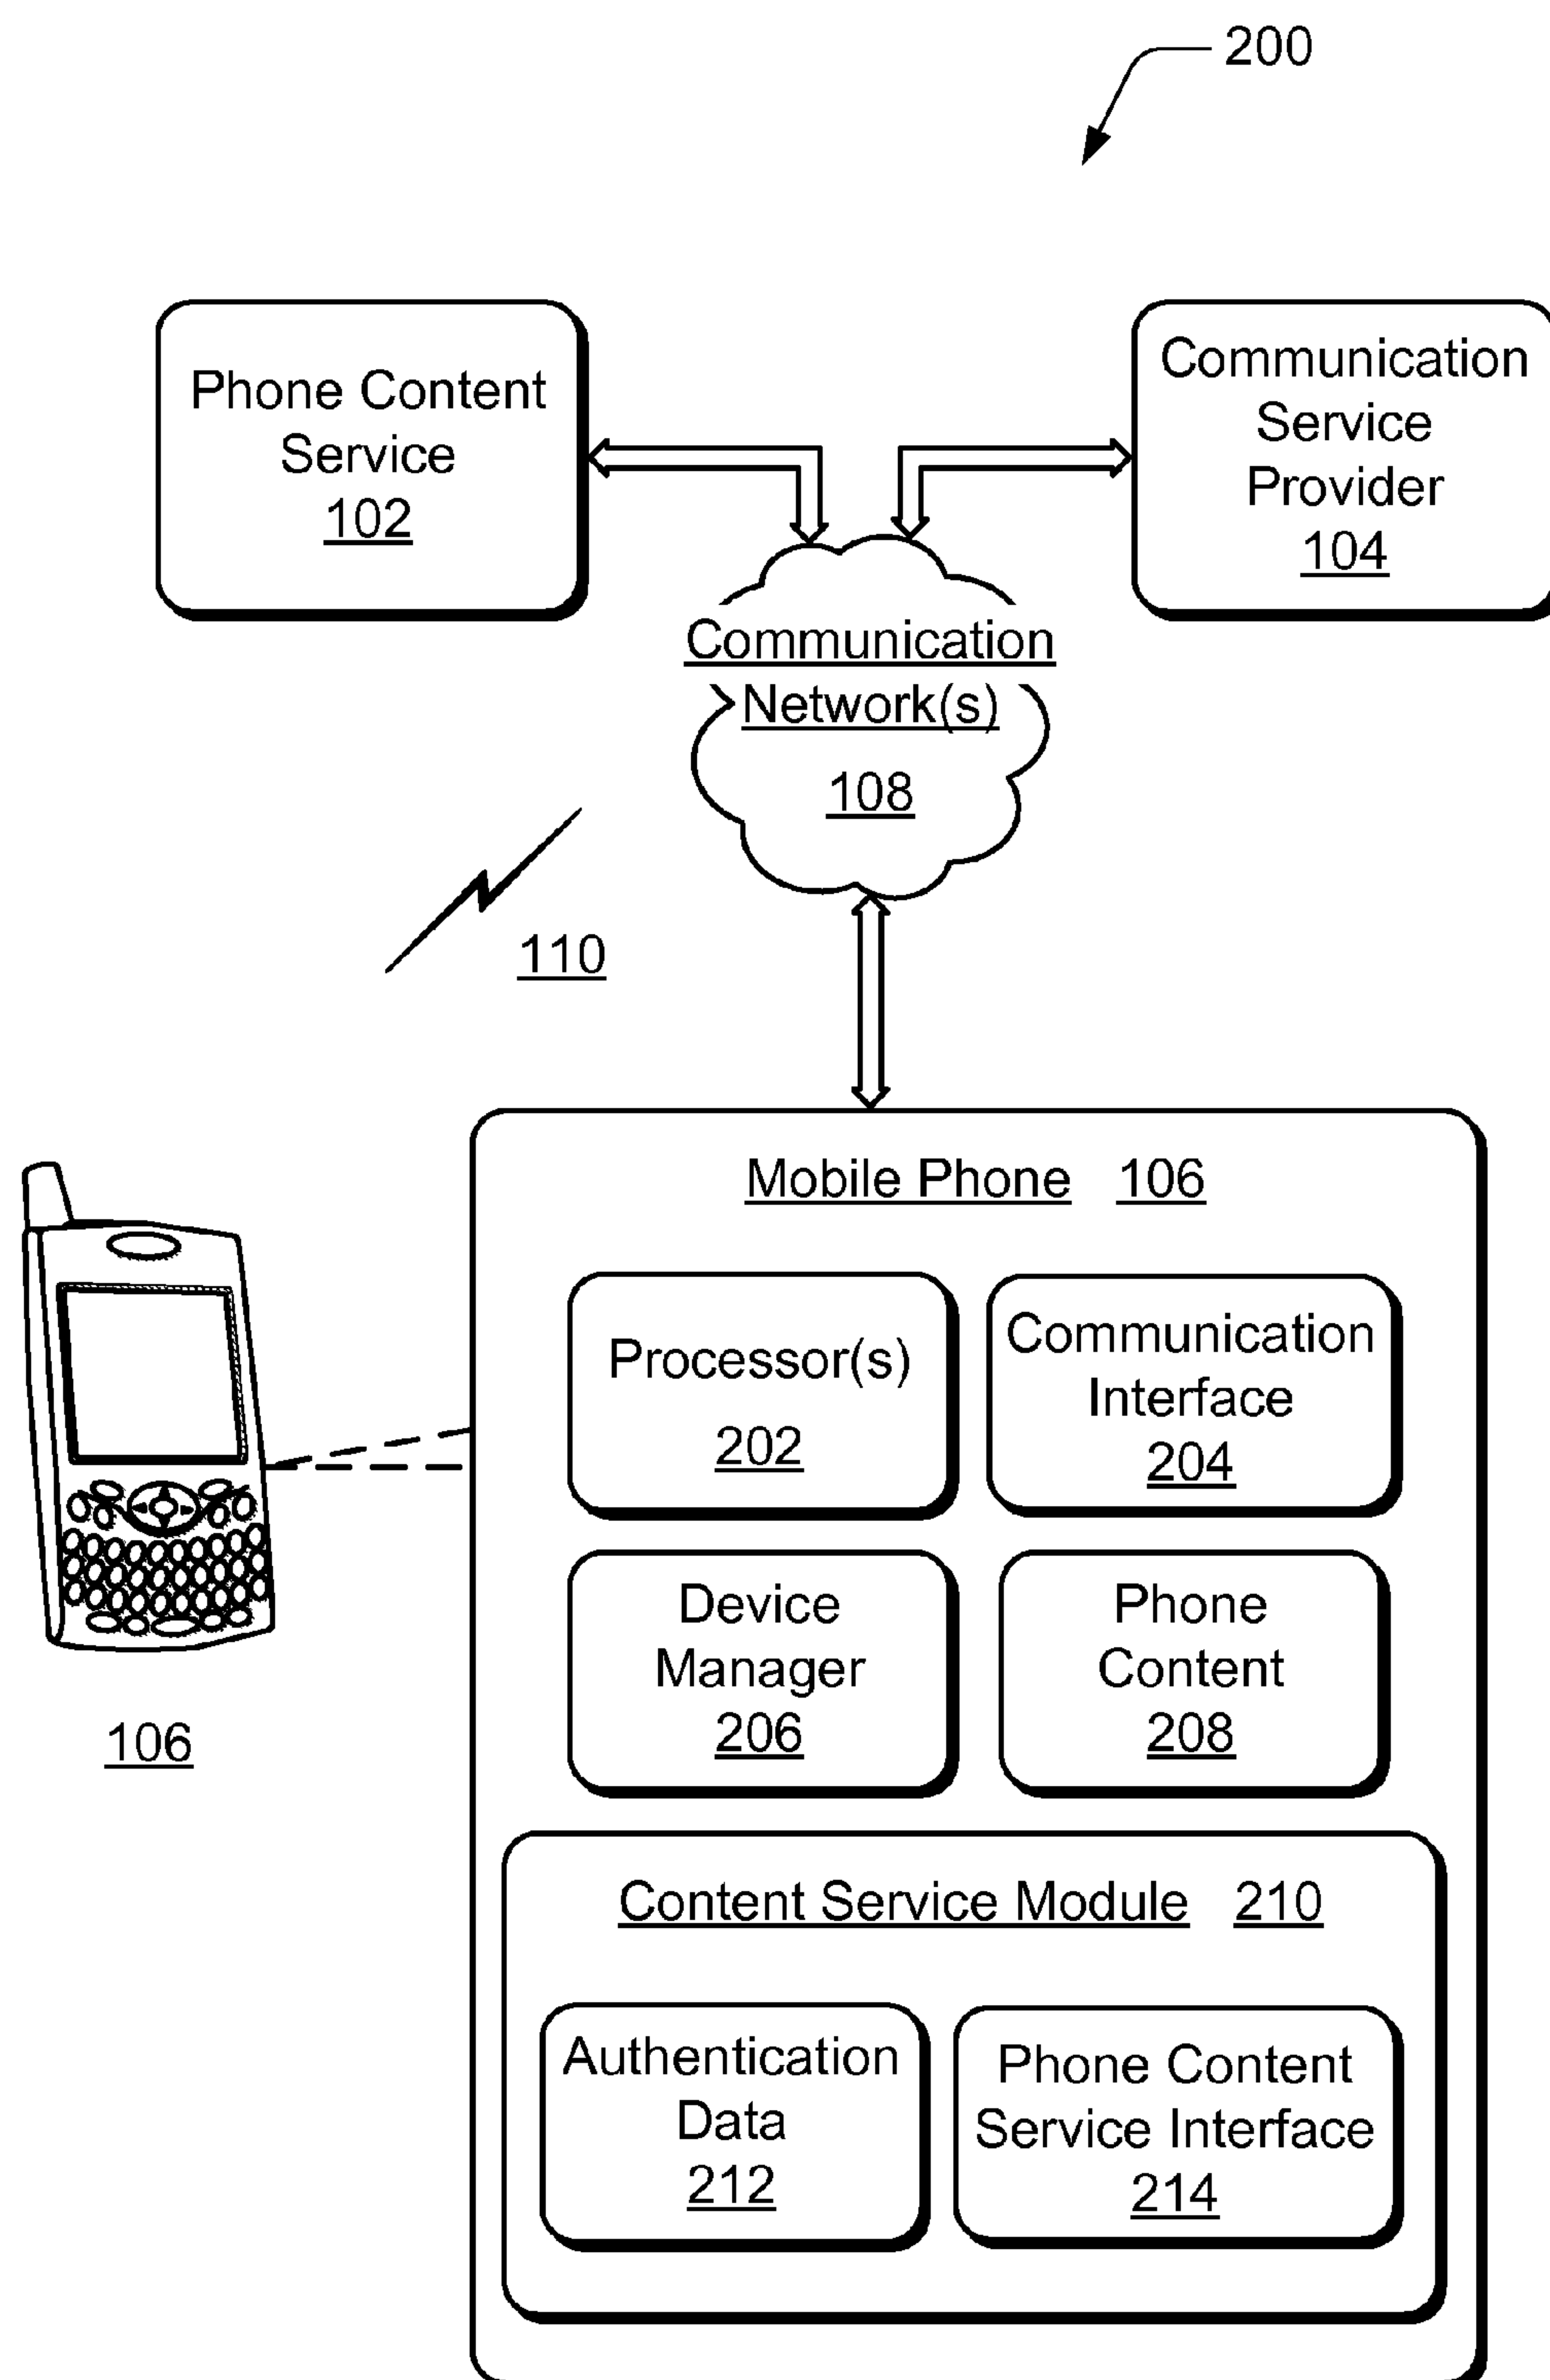 200
Phone Content
Service
102
Communication
Service
Provider
104
Communication
Network(s)
108
110
Mobile Phone 106
Processor(s)
202
Communication
Interface
204
Device
Manager
206
Phone
Content
208
106
Content Service Module 210
Authentication
Data
212
Phone Content
Service Interface
214